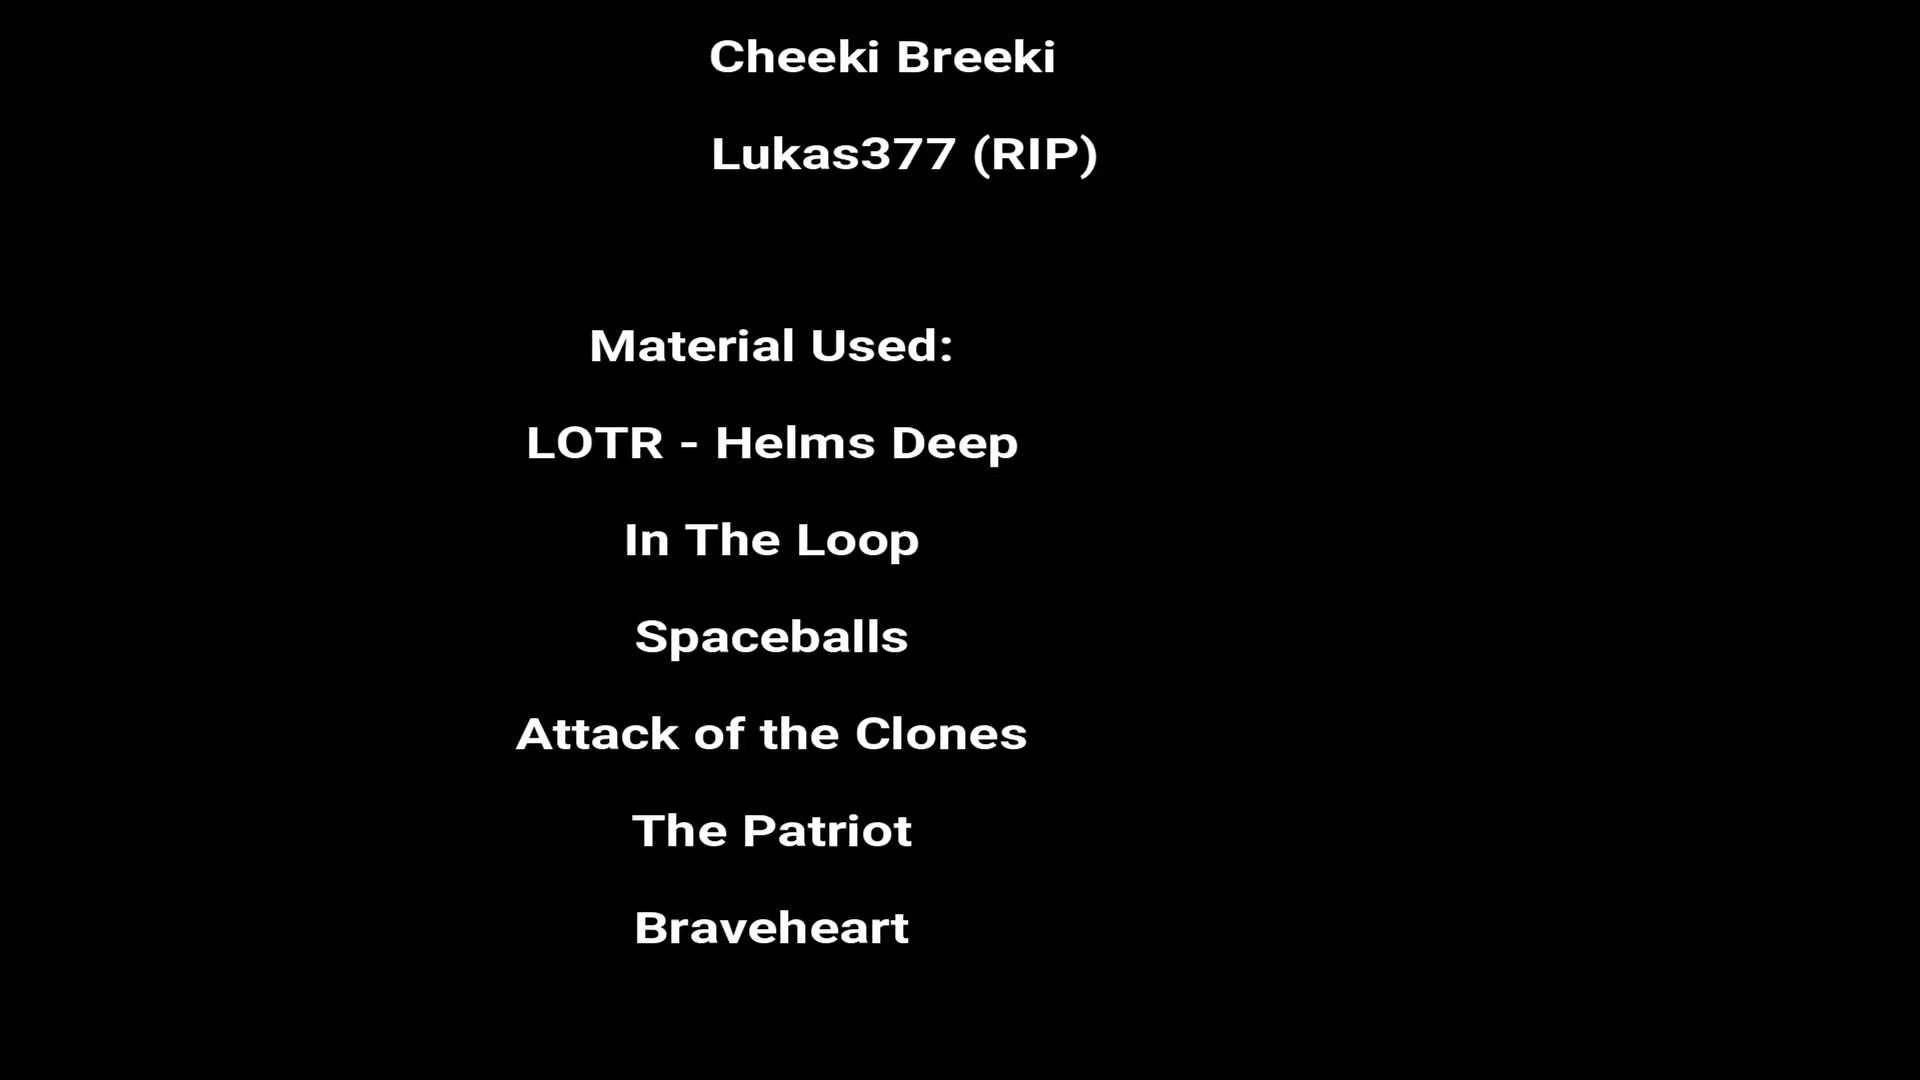 Cheeki Breeki
Lukas377 (RIP)
Material Used:
LOTR - Helms Deep
In The Loop
Spaceballs
Attack of the Clones
The Patriot
Braveheart